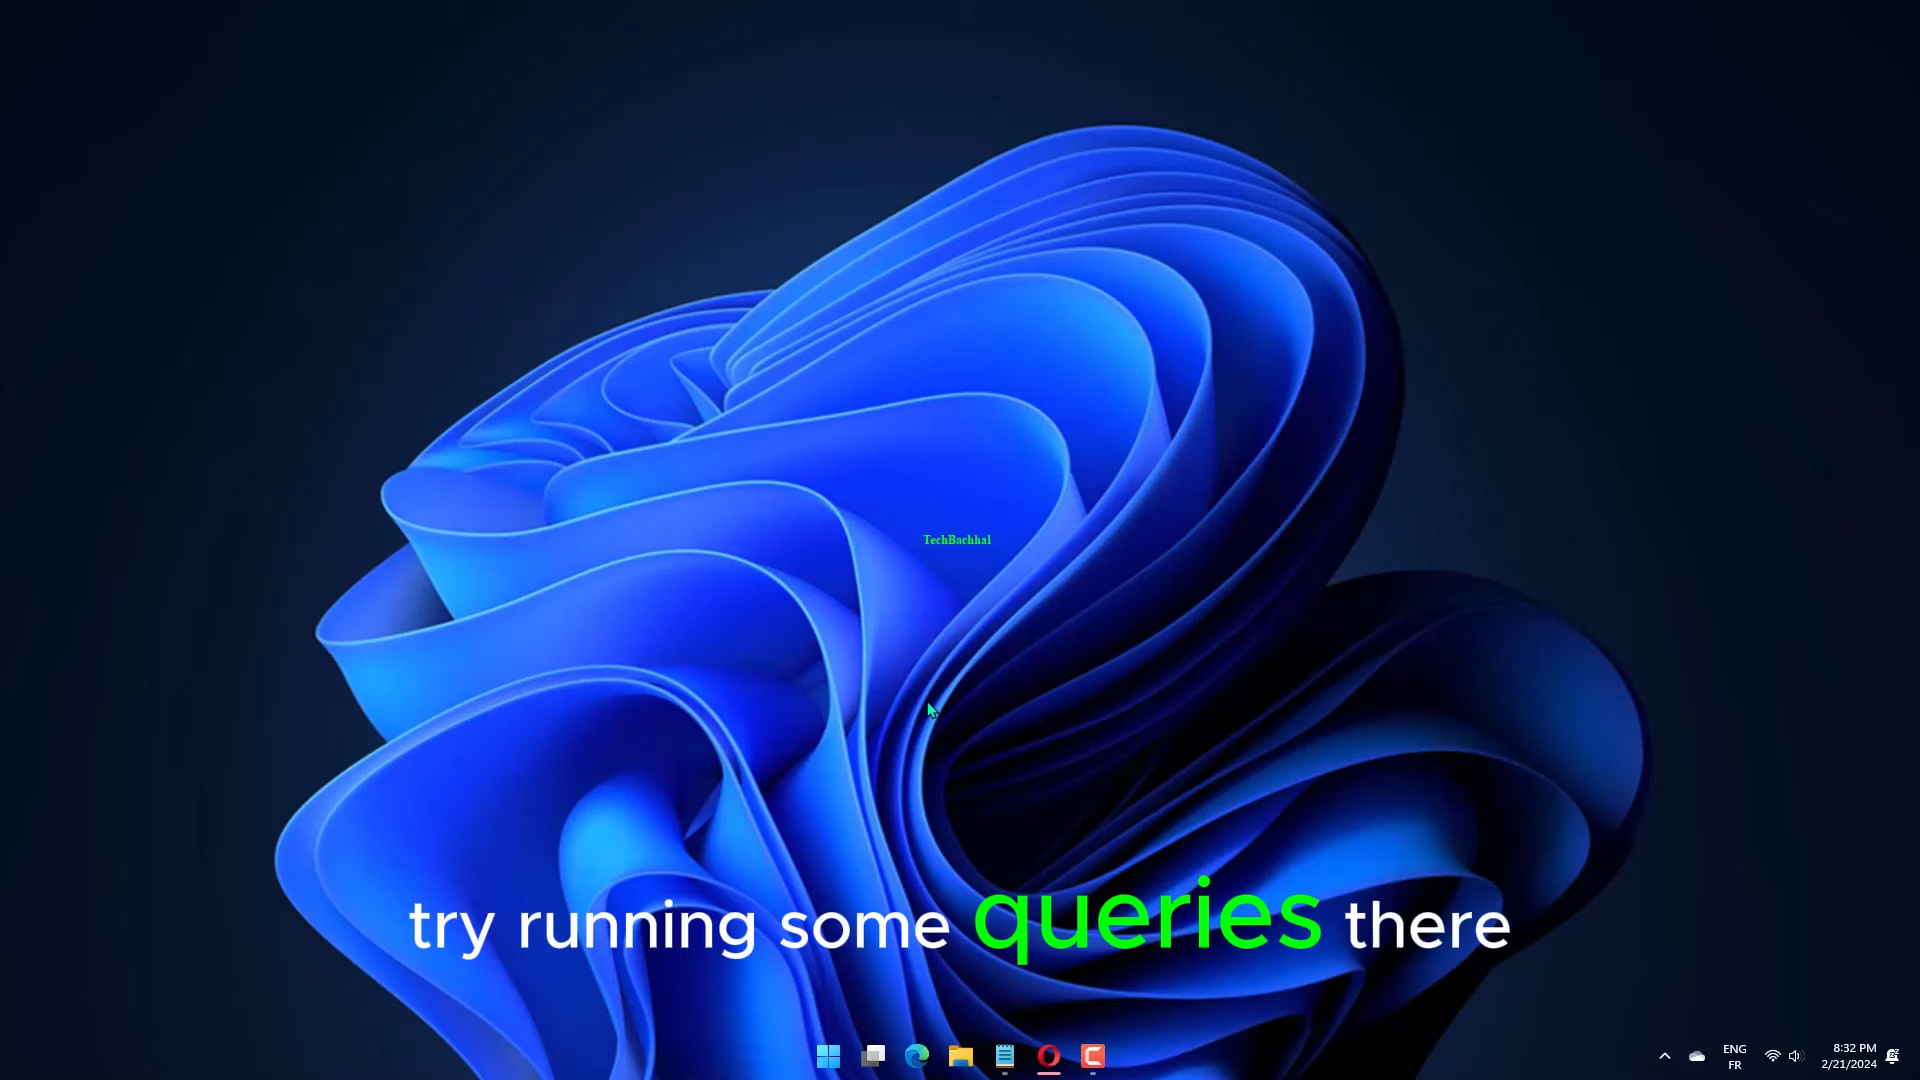 TechBachhal
try running some queries there
ENG
FR
8:32 PM
2/21/2024